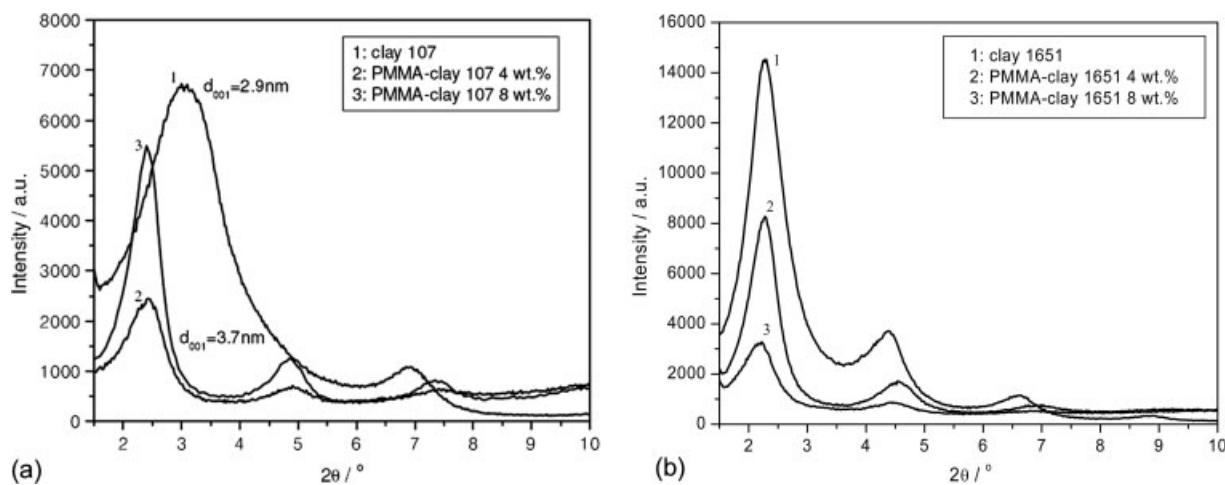 8000
7000
6000
5000
4000
3000
2000
1000
0
Intensity / a.u.
1: clay 107
2: PMMA-clay 107 4 wt.%
3: PMMA-clay 107 8 wt.%
1
d001=2.9nm
3
2
d001=3.7nm
2 3 4 5 6 7 8 9 10
2θ / °
(a)
16000
14000
12000
10000
8000
6000
4000
2000
0
Intensity / a.u.
1: clay 1651
2: PMMA-clay 1651 4 wt.%
3: PMMA-clay 1651 8 wt.%
1
2
3
2 3 4 5 6 7 8 9 10
2θ / °
(b)